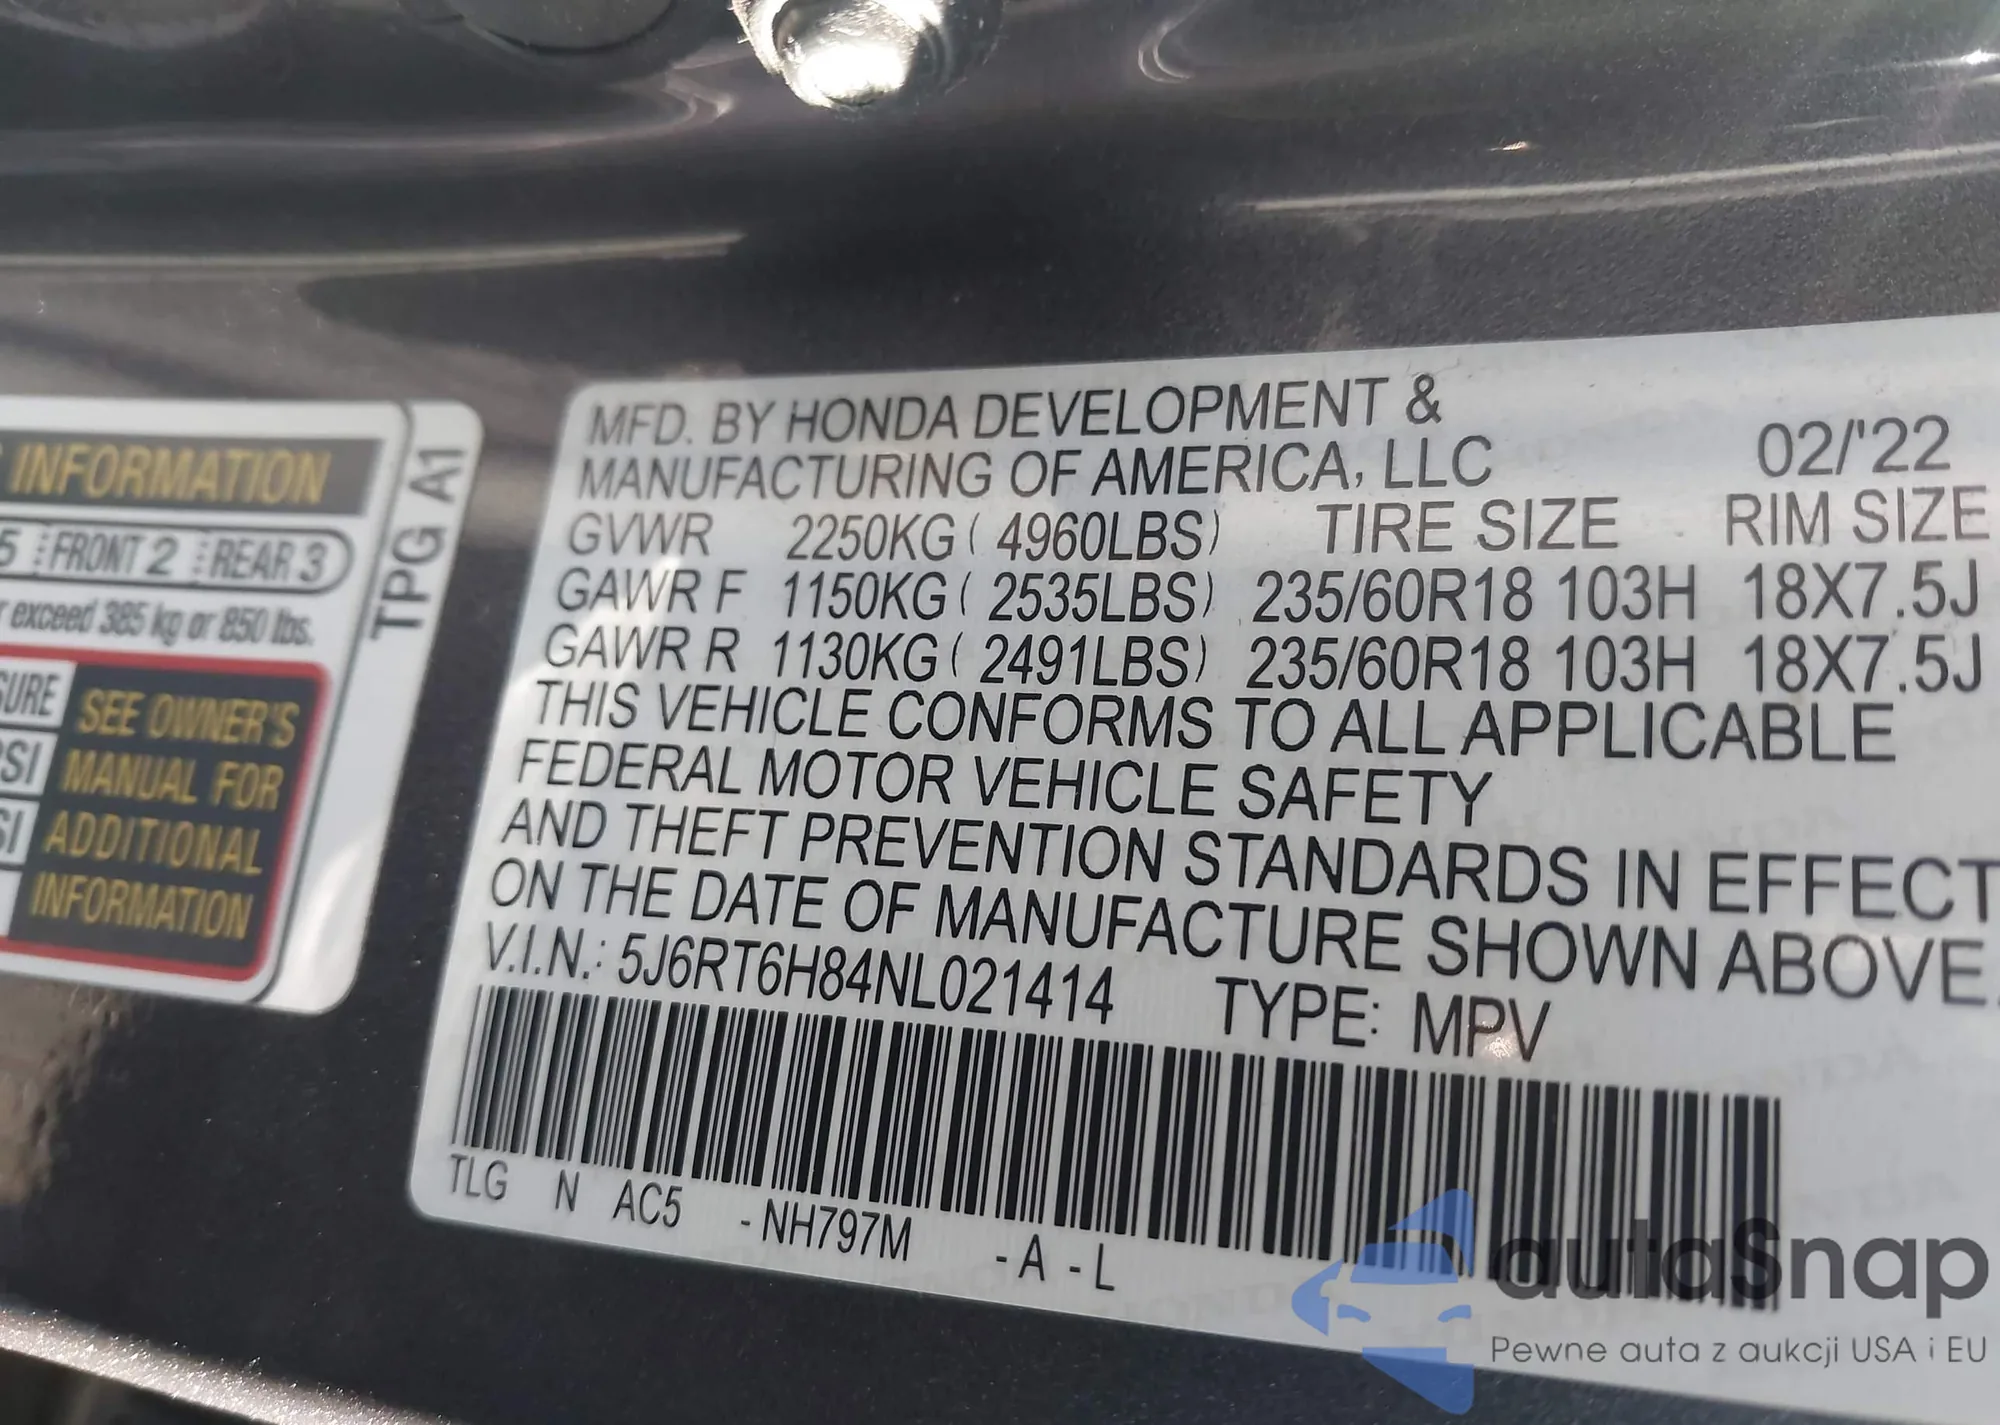 INFORMATION
5 FRONT 2 REAR 3
exceed 385 kg or 850 lbs.
SEE OWNER'S
MANUAL FOR
ADDITIONAL
INFORMATION
TPG A1
MFD. BY HONDA DEVELOPMENT &
MANUFACTURING OF AMERICA, LLC 02/'22
GVWR 2250KG ( 4960LBS) TIRE SIZE RIM SIZE
GAWR F 1150KG ( 2535LBS) 235/60R18 103H 18X7.5J
GAWR R 1130KG ( 2491LBS) 235/60R18 103H 18X7.5J
THIS VEHICLE CONFORMS TO ALL APPLICABLE
FEDERAL MOTOR VEHICLE SAFETY
AND THEFT PREVENTION STANDARDS IN EFFECT
ON THE DATE OF MANUFACTURE SHOWN ABOVE.
V.I.N.: 5J6RT6H84NL021414 TYPE: MPV
TLG N AC5 -NH797M -A -L
autaSnap
Pewne auta z aukcji USA i EU